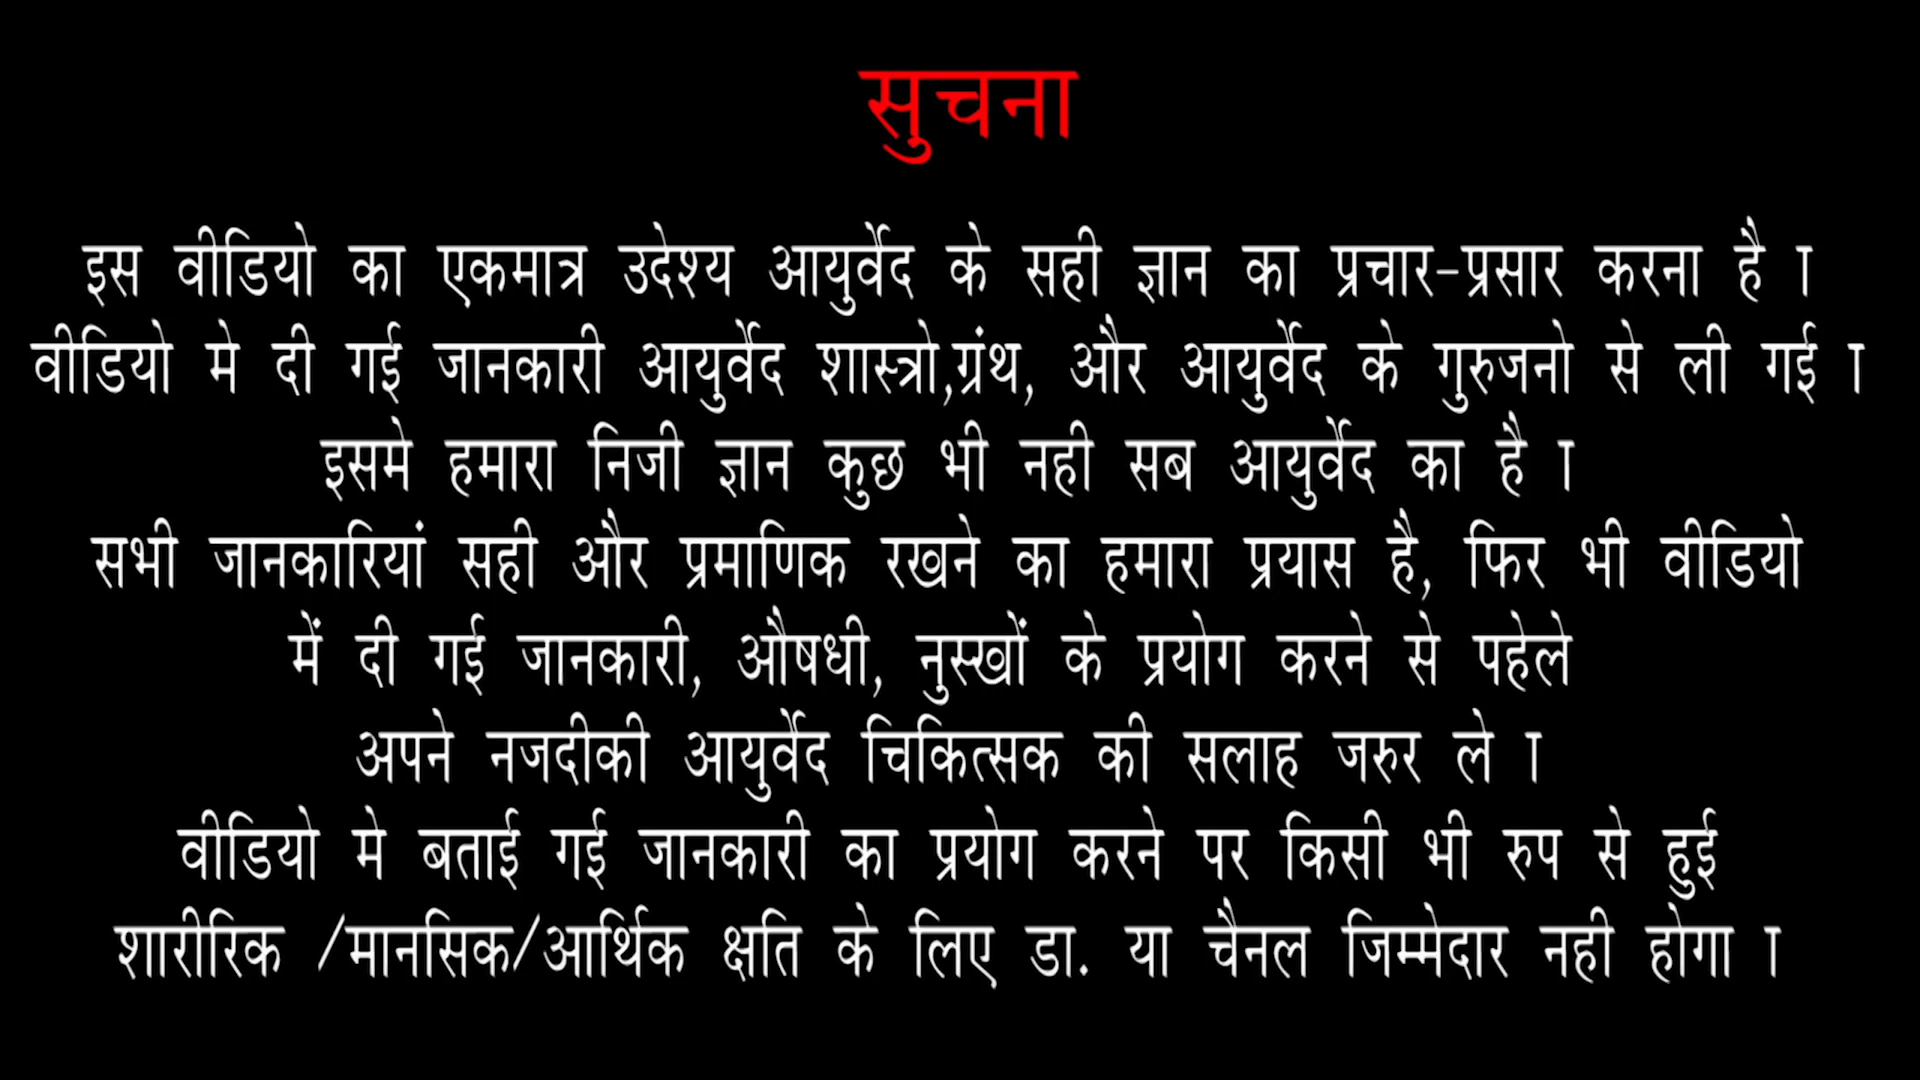 सुचना
इस वीडियो का एकमात्र उदेश्य आयुर्वेद के सही ज्ञान का प्रचार-प्रसार करना है ।
वीडियो मे दी गई जानकारी आयुर्वेद शास्त्रो,ग्रंथ, और आयुर्वेद के गुरुजनो से ली गई ।
इसमे हमारा निजी ज्ञान कुछ भी नही सब आयुर्वेद का है ।
सभी जानकारियां सही और प्रमाणिक रखने का हमारा प्रयास है, फिर भी वीडियो
में दी गई जानकारी, औषधी, नुस्खों के प्रयोग करने से पहेले
अपने नजदीकी आयुर्वेद चिकित्सक की सलाह जरुर ले ।
वीडियो मे बताई गई जानकारी का प्रयोग करने पर किसी भी रुप से हुई
शारीरिक /मानसिक/आर्थिक क्षति के लिए डा. या चैनल जिम्मेदार नही होगा ।